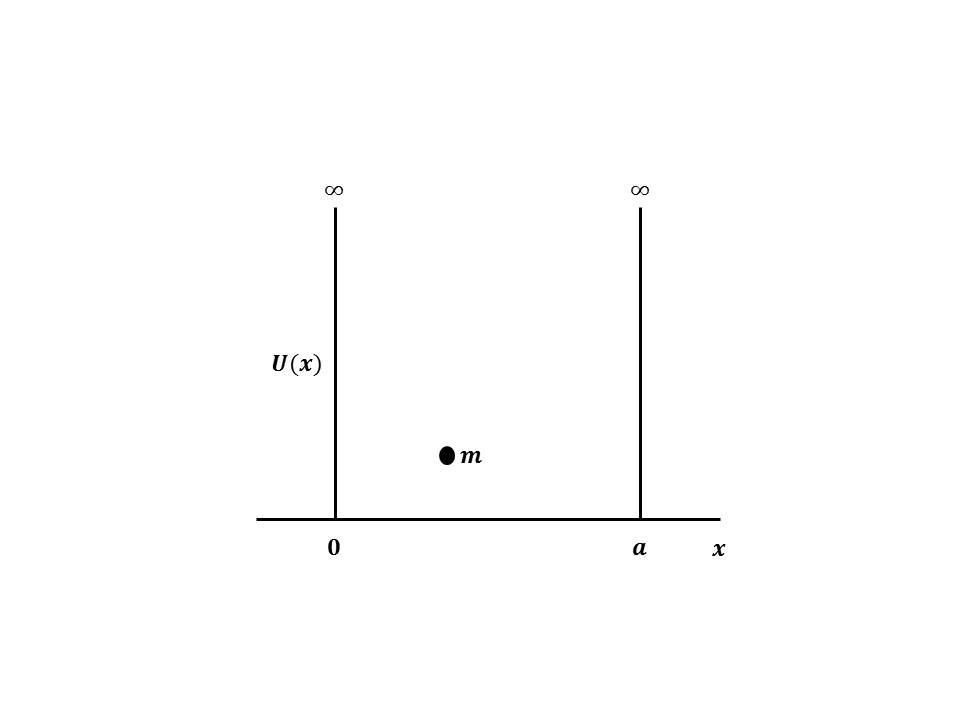 ∞ ∞
U(x)
m
0 a x